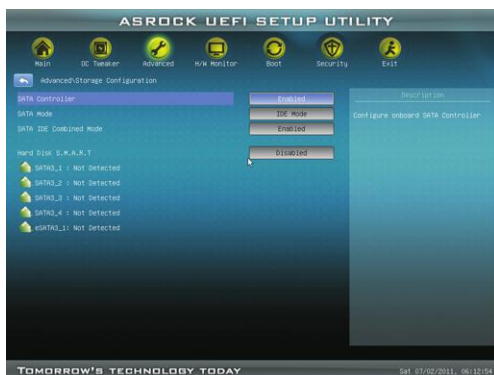 ASROCK UEFI SETUP UTILITY
Main OC Tweaker Advanced H/W Monitor Boot Security Exit
Advanced\Storage Configuration
Description
SATA Controller Enabled
Configure onboard SATA Controller
SATA Mode IDE Mode
SATA IDE Combined Mode Enabled
Hard Disk S.M.A.R.T Disabled
SATA3_1 : Not Detected
SATA3_2 : Not Detected
SATA3_3 : Not Detected
SATA3_4 : Not Detected
eSATA3_1: Not Detected
TOMORROW'S TECHNOLOGY TODAY
Sat 07/02/2011, 06:12:54